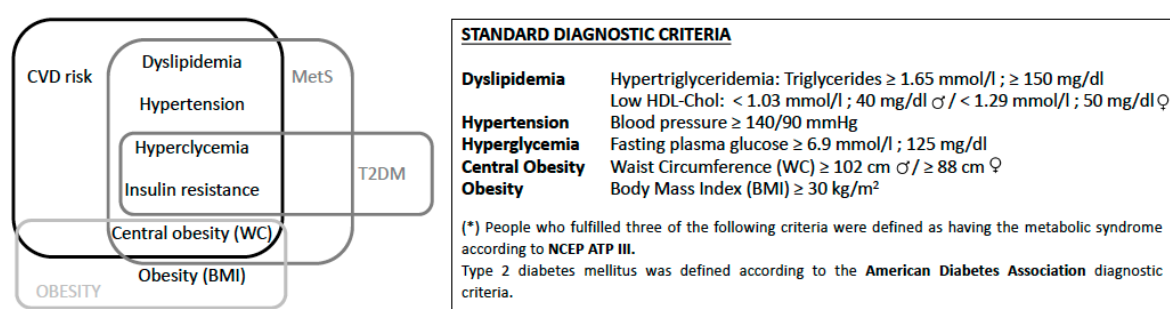 CVD risk
Dyslipidemia
MetS
Hypertension
Hyperclycemia
T2DM
Insulin resistance
Central obesity (WC)
Obesity (BMI)
OBESITY
STANDARD DIAGNOSTIC CRITERIA
Dyslipidemia Hypertriglyceridemia: Triglycerides ≥ 1.65 mmol/l ; ≥ 150 mg/dl
Low HDL-Chol: < 1.03 mmol/l ; 40 mg/dl ♂ / < 1.29 mmol/l ; 50 mg/dl ♀
Hypertension Blood pressure ≥ 140/90 mmHg
Hyperglycemia Fasting plasma glucose ≥ 6.9 mmol/l ; 125 mg/dl
Central Obesity Waist Circumference (WC) ≥ 102 cm ♂ / ≥ 88 cm ♀
Obesity Body Mass Index (BMI) ≥ 30 kg/m²
(*) People who fulfilled three of the following criteria were defined as having the metabolic syndrome
according to NCEP ATP III.
Type 2 diabetes mellitus was defined according to the American Diabetes Association diagnostic
criteria.